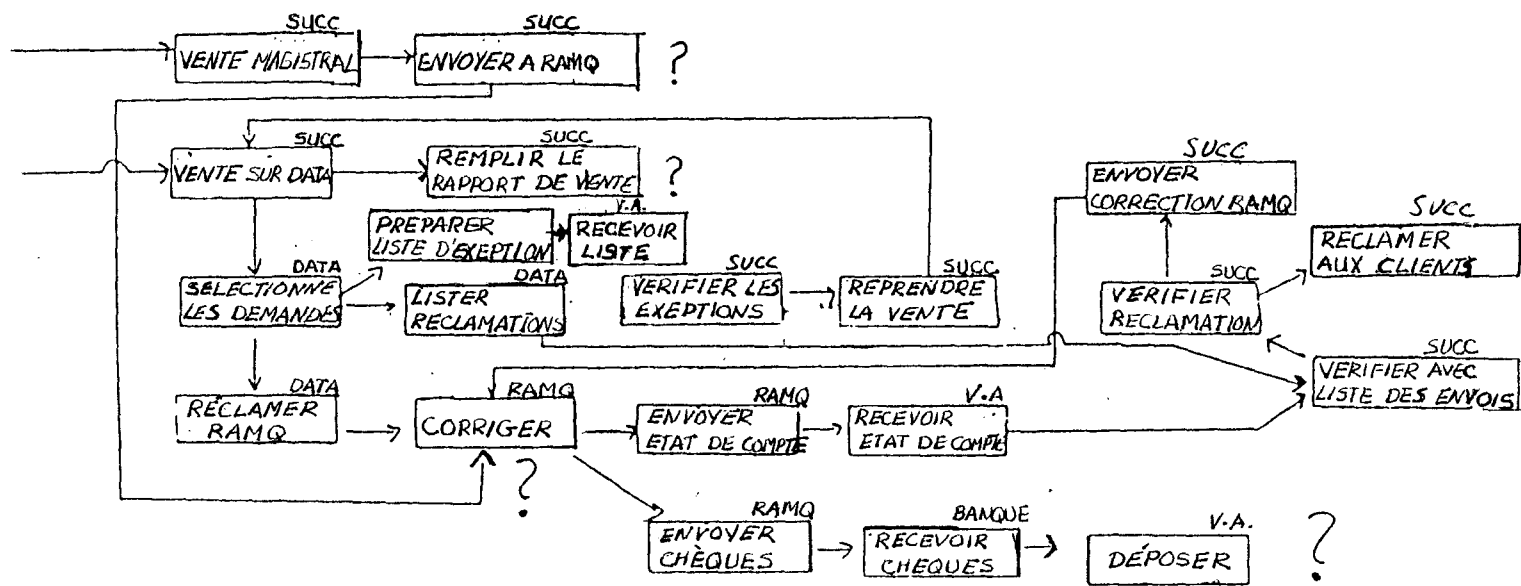 SUCC
VENTE MAGISTRAL
SUCC
ENVOYER A RAMQ
?
SUCC
VENTE SUR DATA
SUCC
REMPLIR LE
RAPPORT DE VENTE
?
SUCC
ENVOYER
CORRECTION RAMQ
PREPARER
LISTE D'EXEPTION
V.A.
RECEVOIR
LISTE
SUCC
RECLAMER
AUX CLIENTS
DATA
SELECTIONNE
LES DEMANDES
DATA
LISTER
RECLAMATIONS
SUCC
VERIFIER LES
EXEPTIONS
SUCC
REPRENDRE
LA VENTE
SUCC
VERIFIER
RECLAMATION
SUCC
VERIFIER AVEC
LISTE DES ENVOIS
DATA
RÉCLAMER
RAMQ
RAMQ
CORRIGER
?
RAMQ
ENVOYER
ETAT DE COMPTE
V.A
RECEVOIR
ETAT DE COMPTE
RAMQ
ENVOYER
CHÈQUES
BANQUE
RECEVOIR
CHEQUES
V.A.
DÉPOSER
?